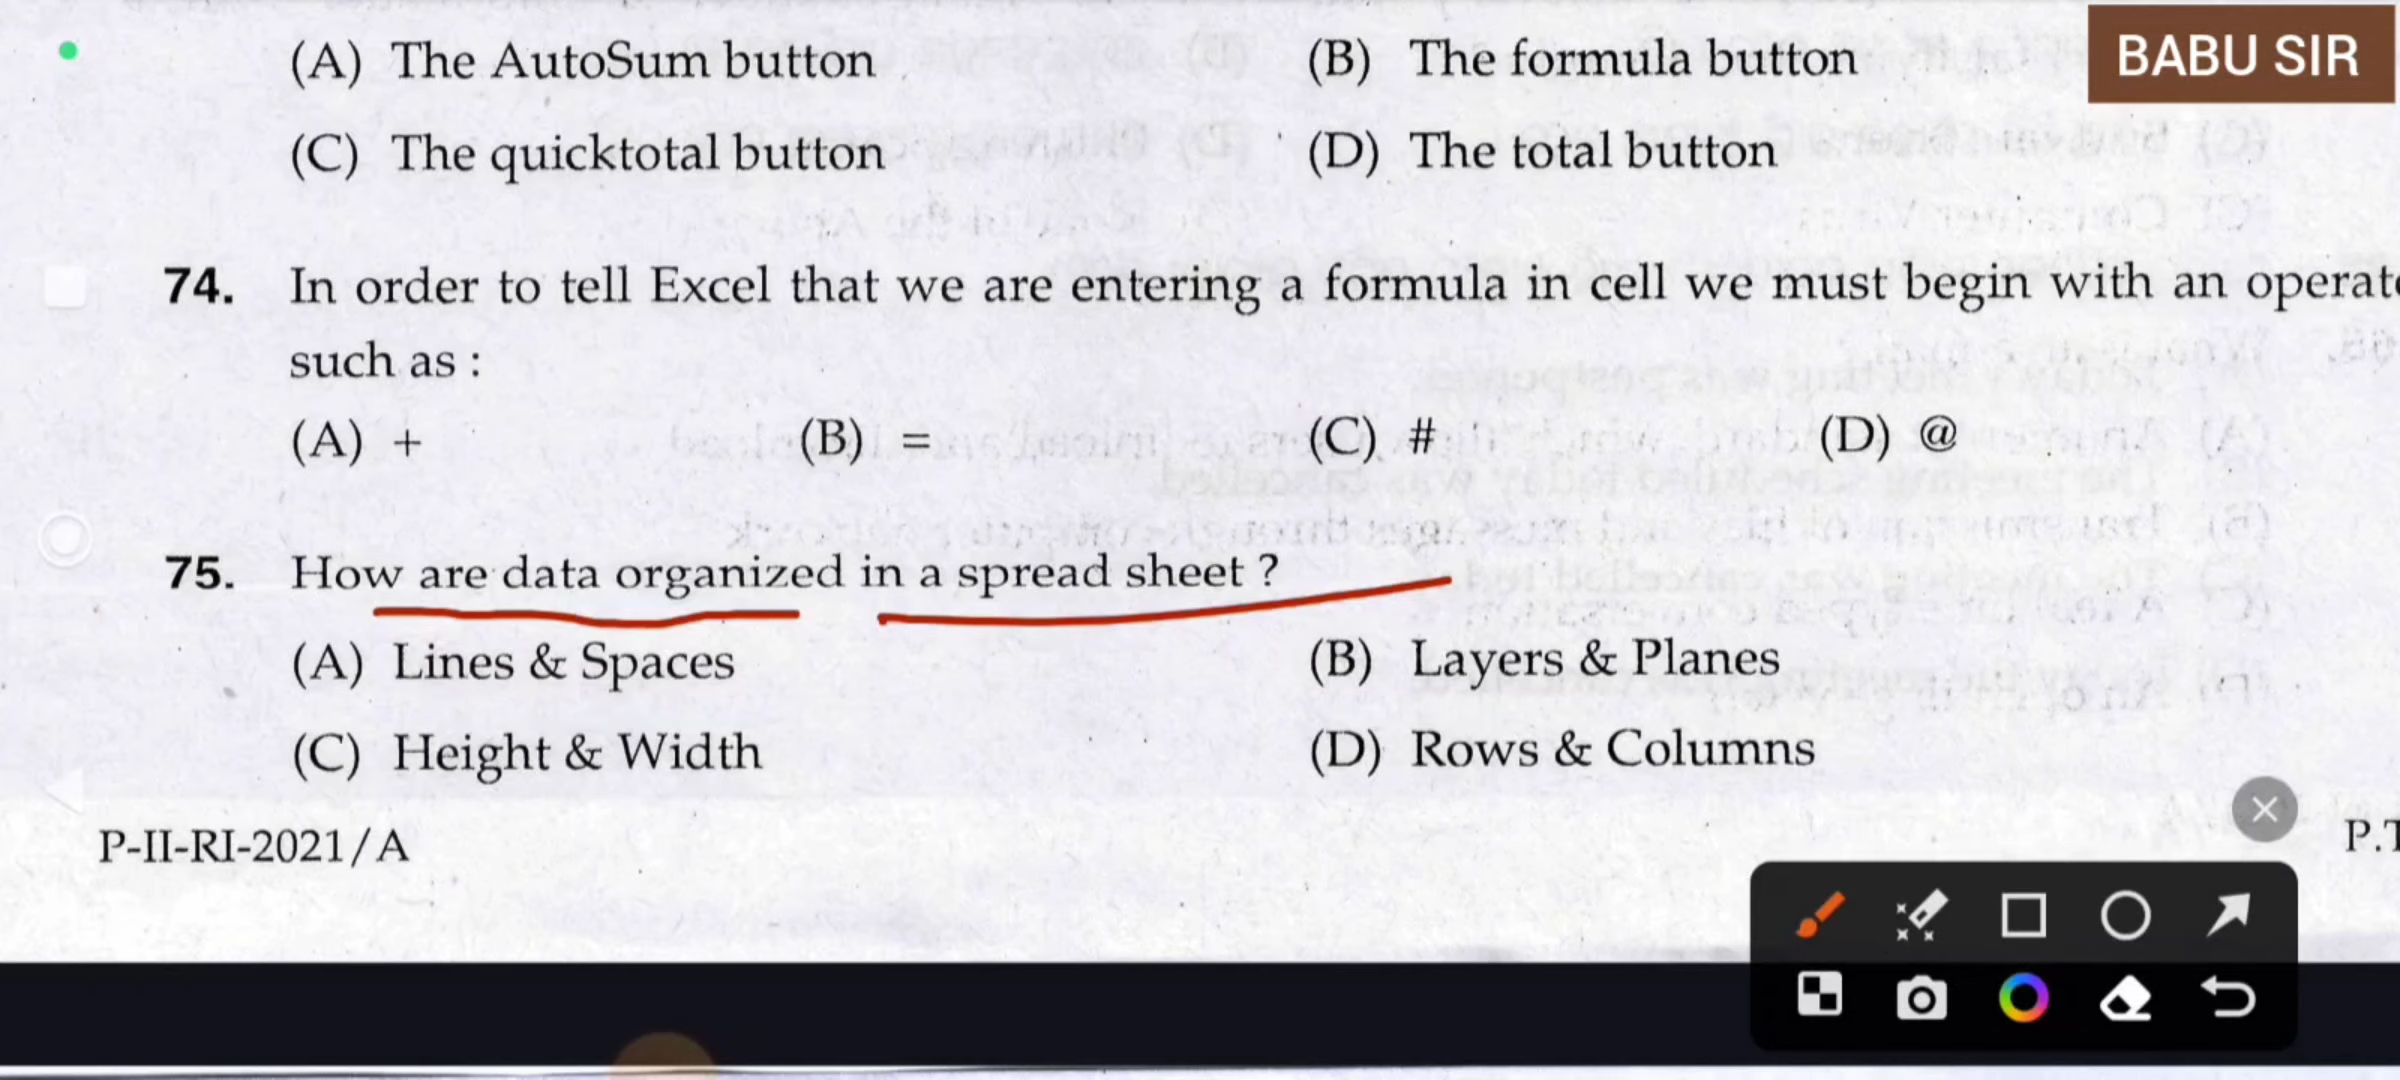 (A) The AutoSum button (B) The formula button BABU SIR
(C) The quicktotal button (D) The total button
74. In order to tell Excel that we are entering a formula in cell we must begin with an
such as :
(A) + (B) = (C) # (D) @
75. How are data organized in a spread sheet ?
(A) Lines & Spaces (B) Layers & Planes
(C) Height & Width (D) Rows & Columns
P-II-RI-2021/A